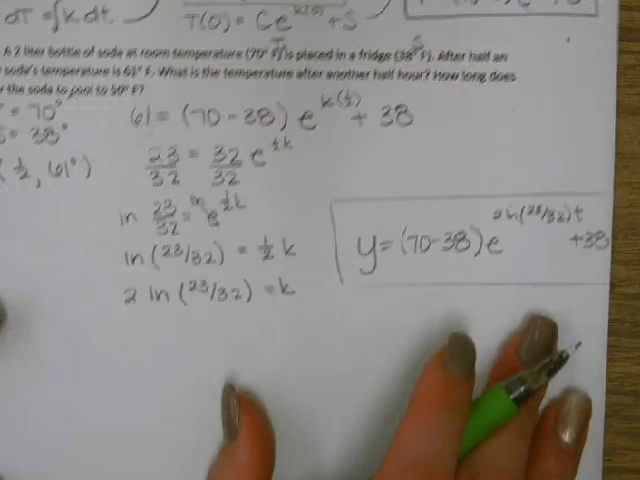 dT = ∫k dt
T(0) = Ce^k(0) + S
A 2 liter bottle of soda at room temperature (70° F) is placed in a fridge (38° F). After half an
soda's temperature is 61° F. What is the temperature after another half hour? How long does
the soda to cool to 50° F?
= 70°
61 = (70 - 38) e^k(½) + 38
= 38°
(½, 61°)
23/32 = 32/32 e^½k
ln 23/32 = ln e^½k
ln (23/32) = ½ k
2 ln (23/32) = k
y = (70-38) e^2 ln(23/32)t +38